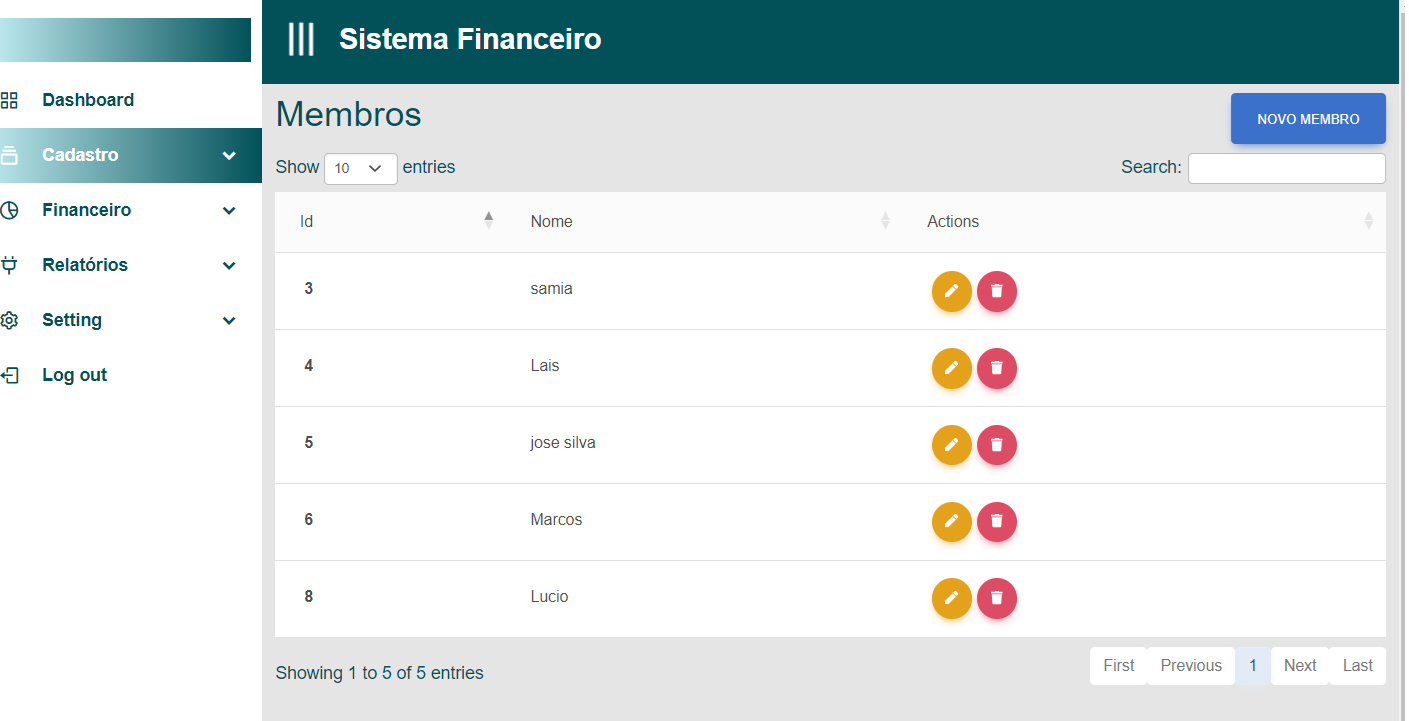 Sistema Financeiro
Dashboard
Cadastro
Financeiro
Relatórios
Setting
Log out
Membros
NOVO MEMBRO
Show 10 entries
Search:
Id Nome Actions
3 samia
4 Lais
5 jose silva
6 Marcos
8 Lucio
Showing 1 to 5 of 5 entries
First Previous 1 Next Last